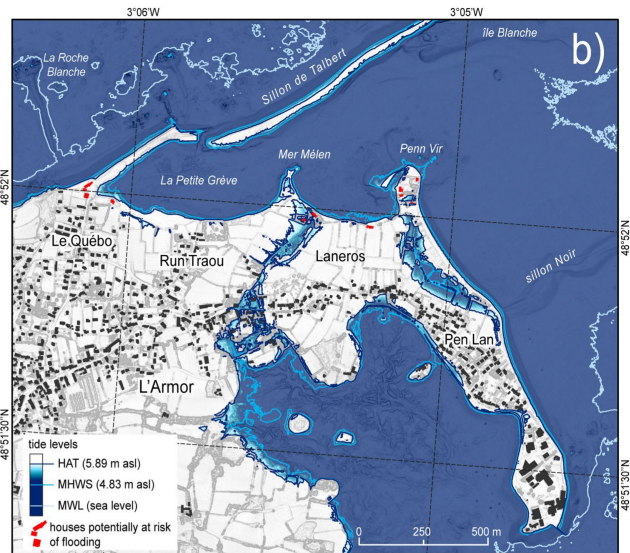 3°06'W
3°05'W
b)
île Blanche
La Roche
Blanche
Sillon de Talbert
Mer Mélen
Penn Vir
La Petite Grève
48°52'N
48°52'N
Le Québo
Run Traou
Laneros
sillon Noir
Pen Lan
L'Armor
48°51'30"N
48°51'30"N
tide levels
HAT (5.89 m asl)
MHWS (4.83 m asl)
MWL (sea level)
houses potentially at risk
of flooding
0 250 500 m